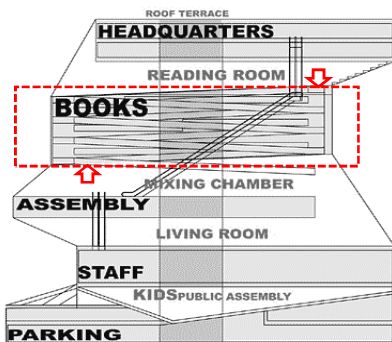 ROOF TERRACE
HEADQUARTERS
READING ROOM
BOOKS
MIXING CHAMBER
ASSEMBLY
LIVING ROOM
STAFF
KIDS PUBLIC ASSEMBLY
PARKING